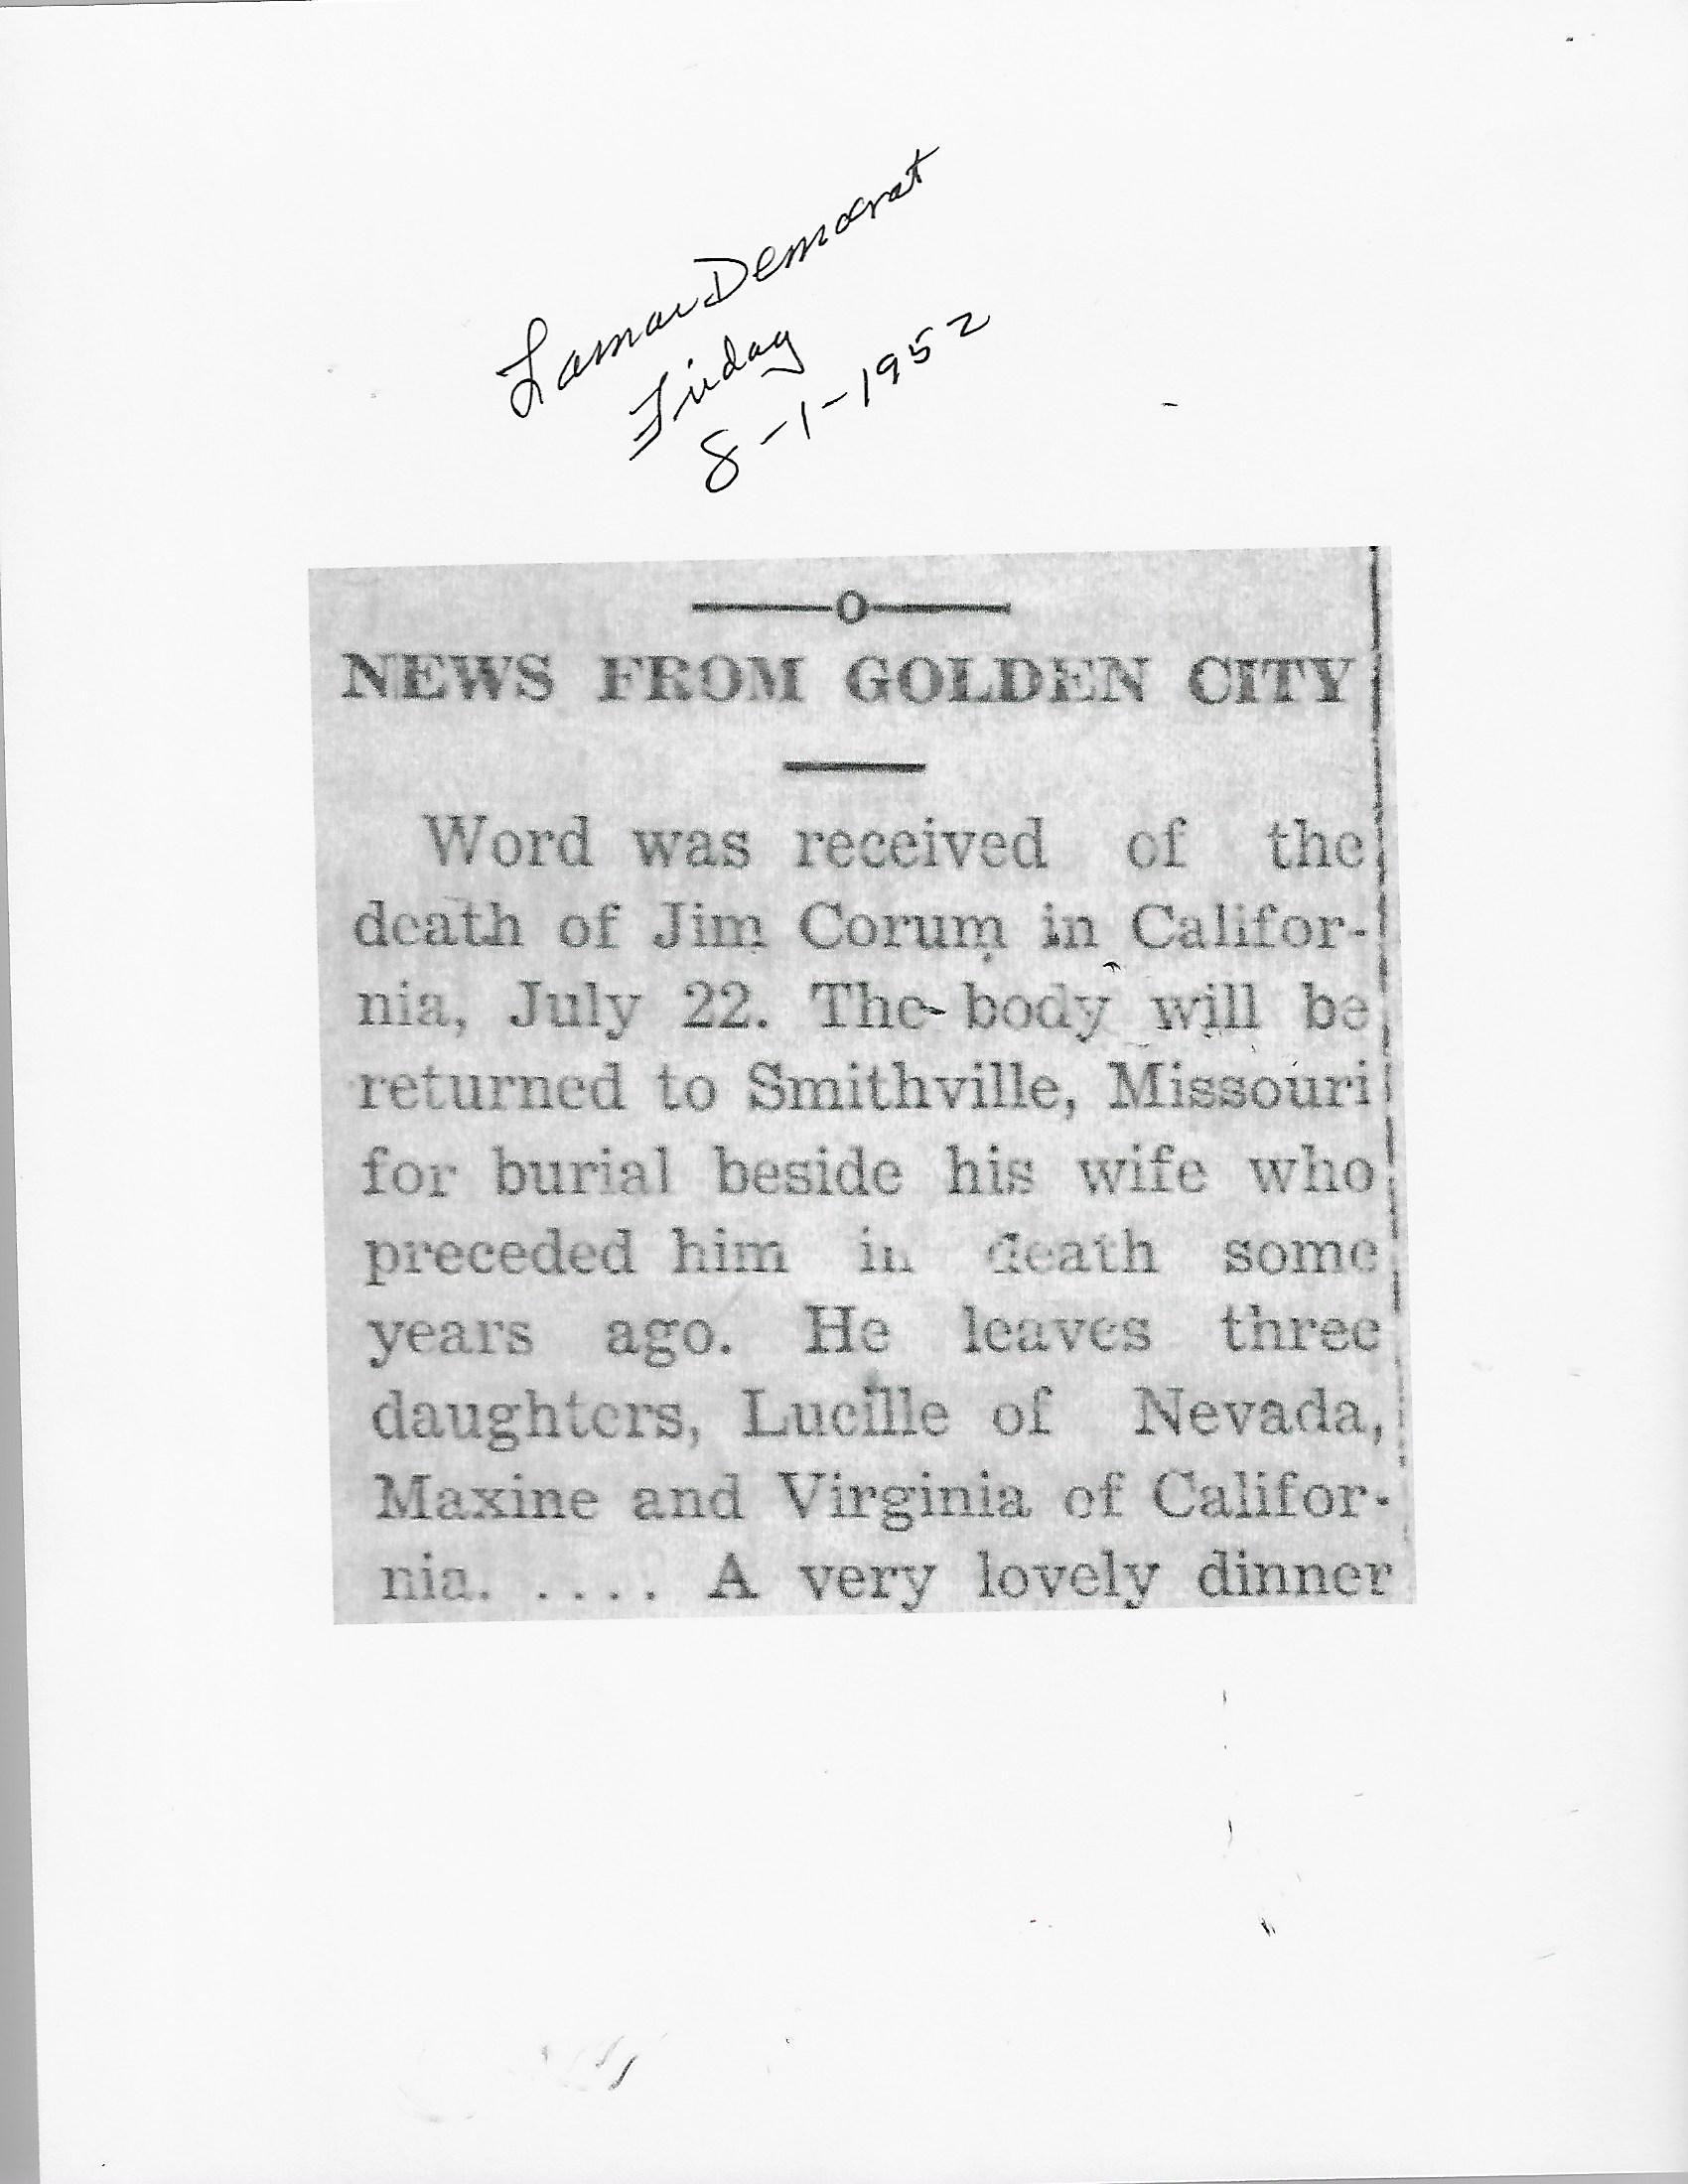 Lamar Democrat
Friday
8-1-1952
NEWS FROM GOLDEN CITY
Word was received of the
death of Jim Corum in Califor-
nia, July 22. The body will be
returned to Smithville, Missouri
for burial beside his wife who
preceded him in death some
years ago. He leaves three
daughters, Lucille of Nevada,
Maxine and Virginia of Califor-
nia. .... A very lovely dinner